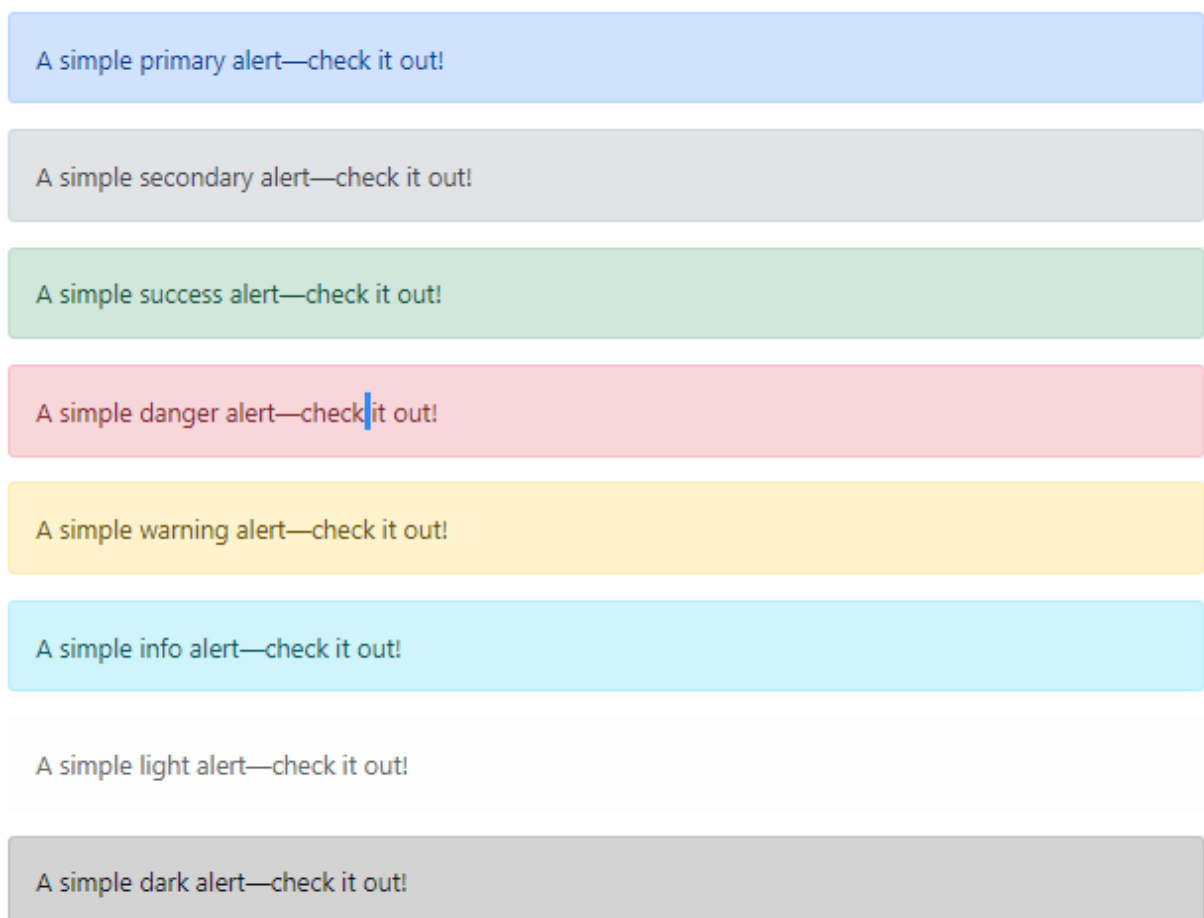 A simple primary alert—check it out!
A simple secondary alert—check it out!
A simple success alert—check it out!
A simple danger alert—check it out!
A simple warning alert—check it out!
A simple info alert—check it out!
A simple light alert—check it out!
A simple dark alert—check it out!